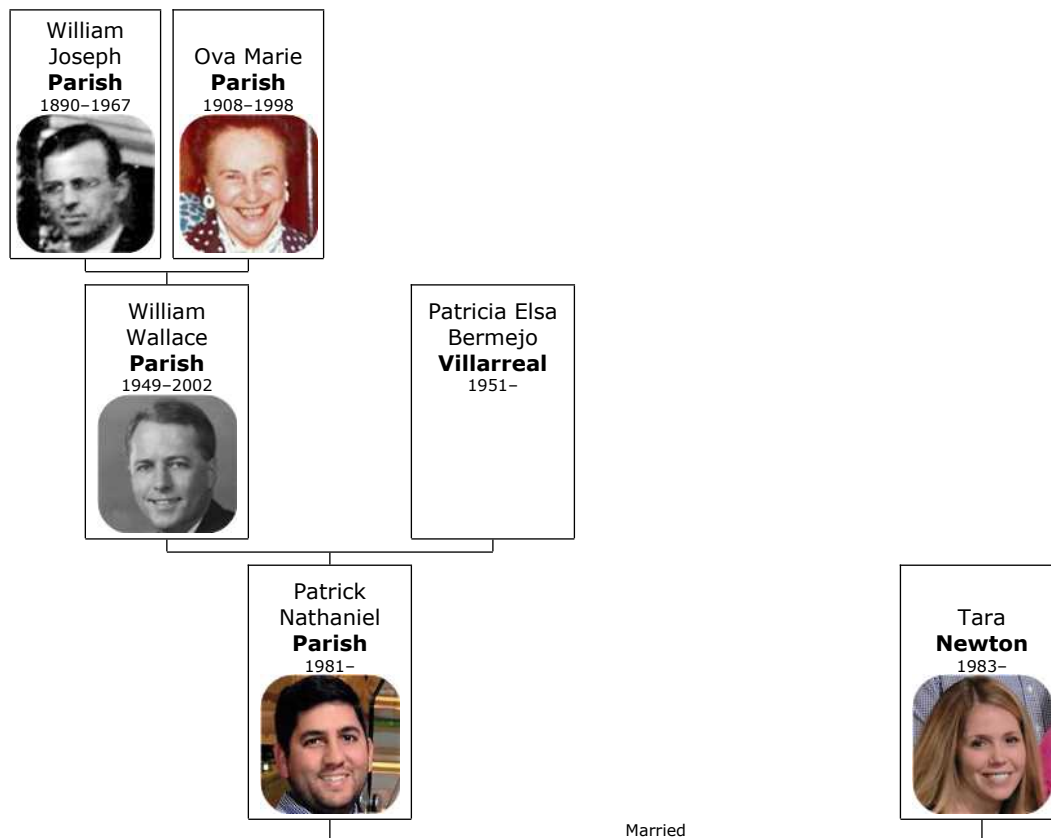 William
Joseph
Parish
1890–1967
Ova Marie
Parish
1908–1998
William
Wallace
Parish
1949–2002
Patricia Elsa
Bermejo
Villarreal
1951–
Patrick
Nathaniel
Parish
1981–
Tara
Newton
1983–
Married